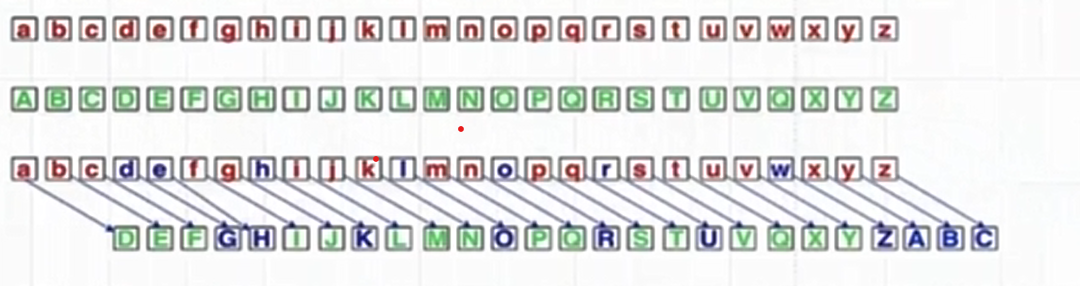 a b c d e f g h i j k l m n o p q r s t u v w x y z
A B C D E F G H I J K L M N O P Q R S T U V Q X Y Z
a b c d e f g h i j k l m n o p q r s t u v w x y z
D E F G H I J K L M N O P Q R S T U V Q X Y Z A B C